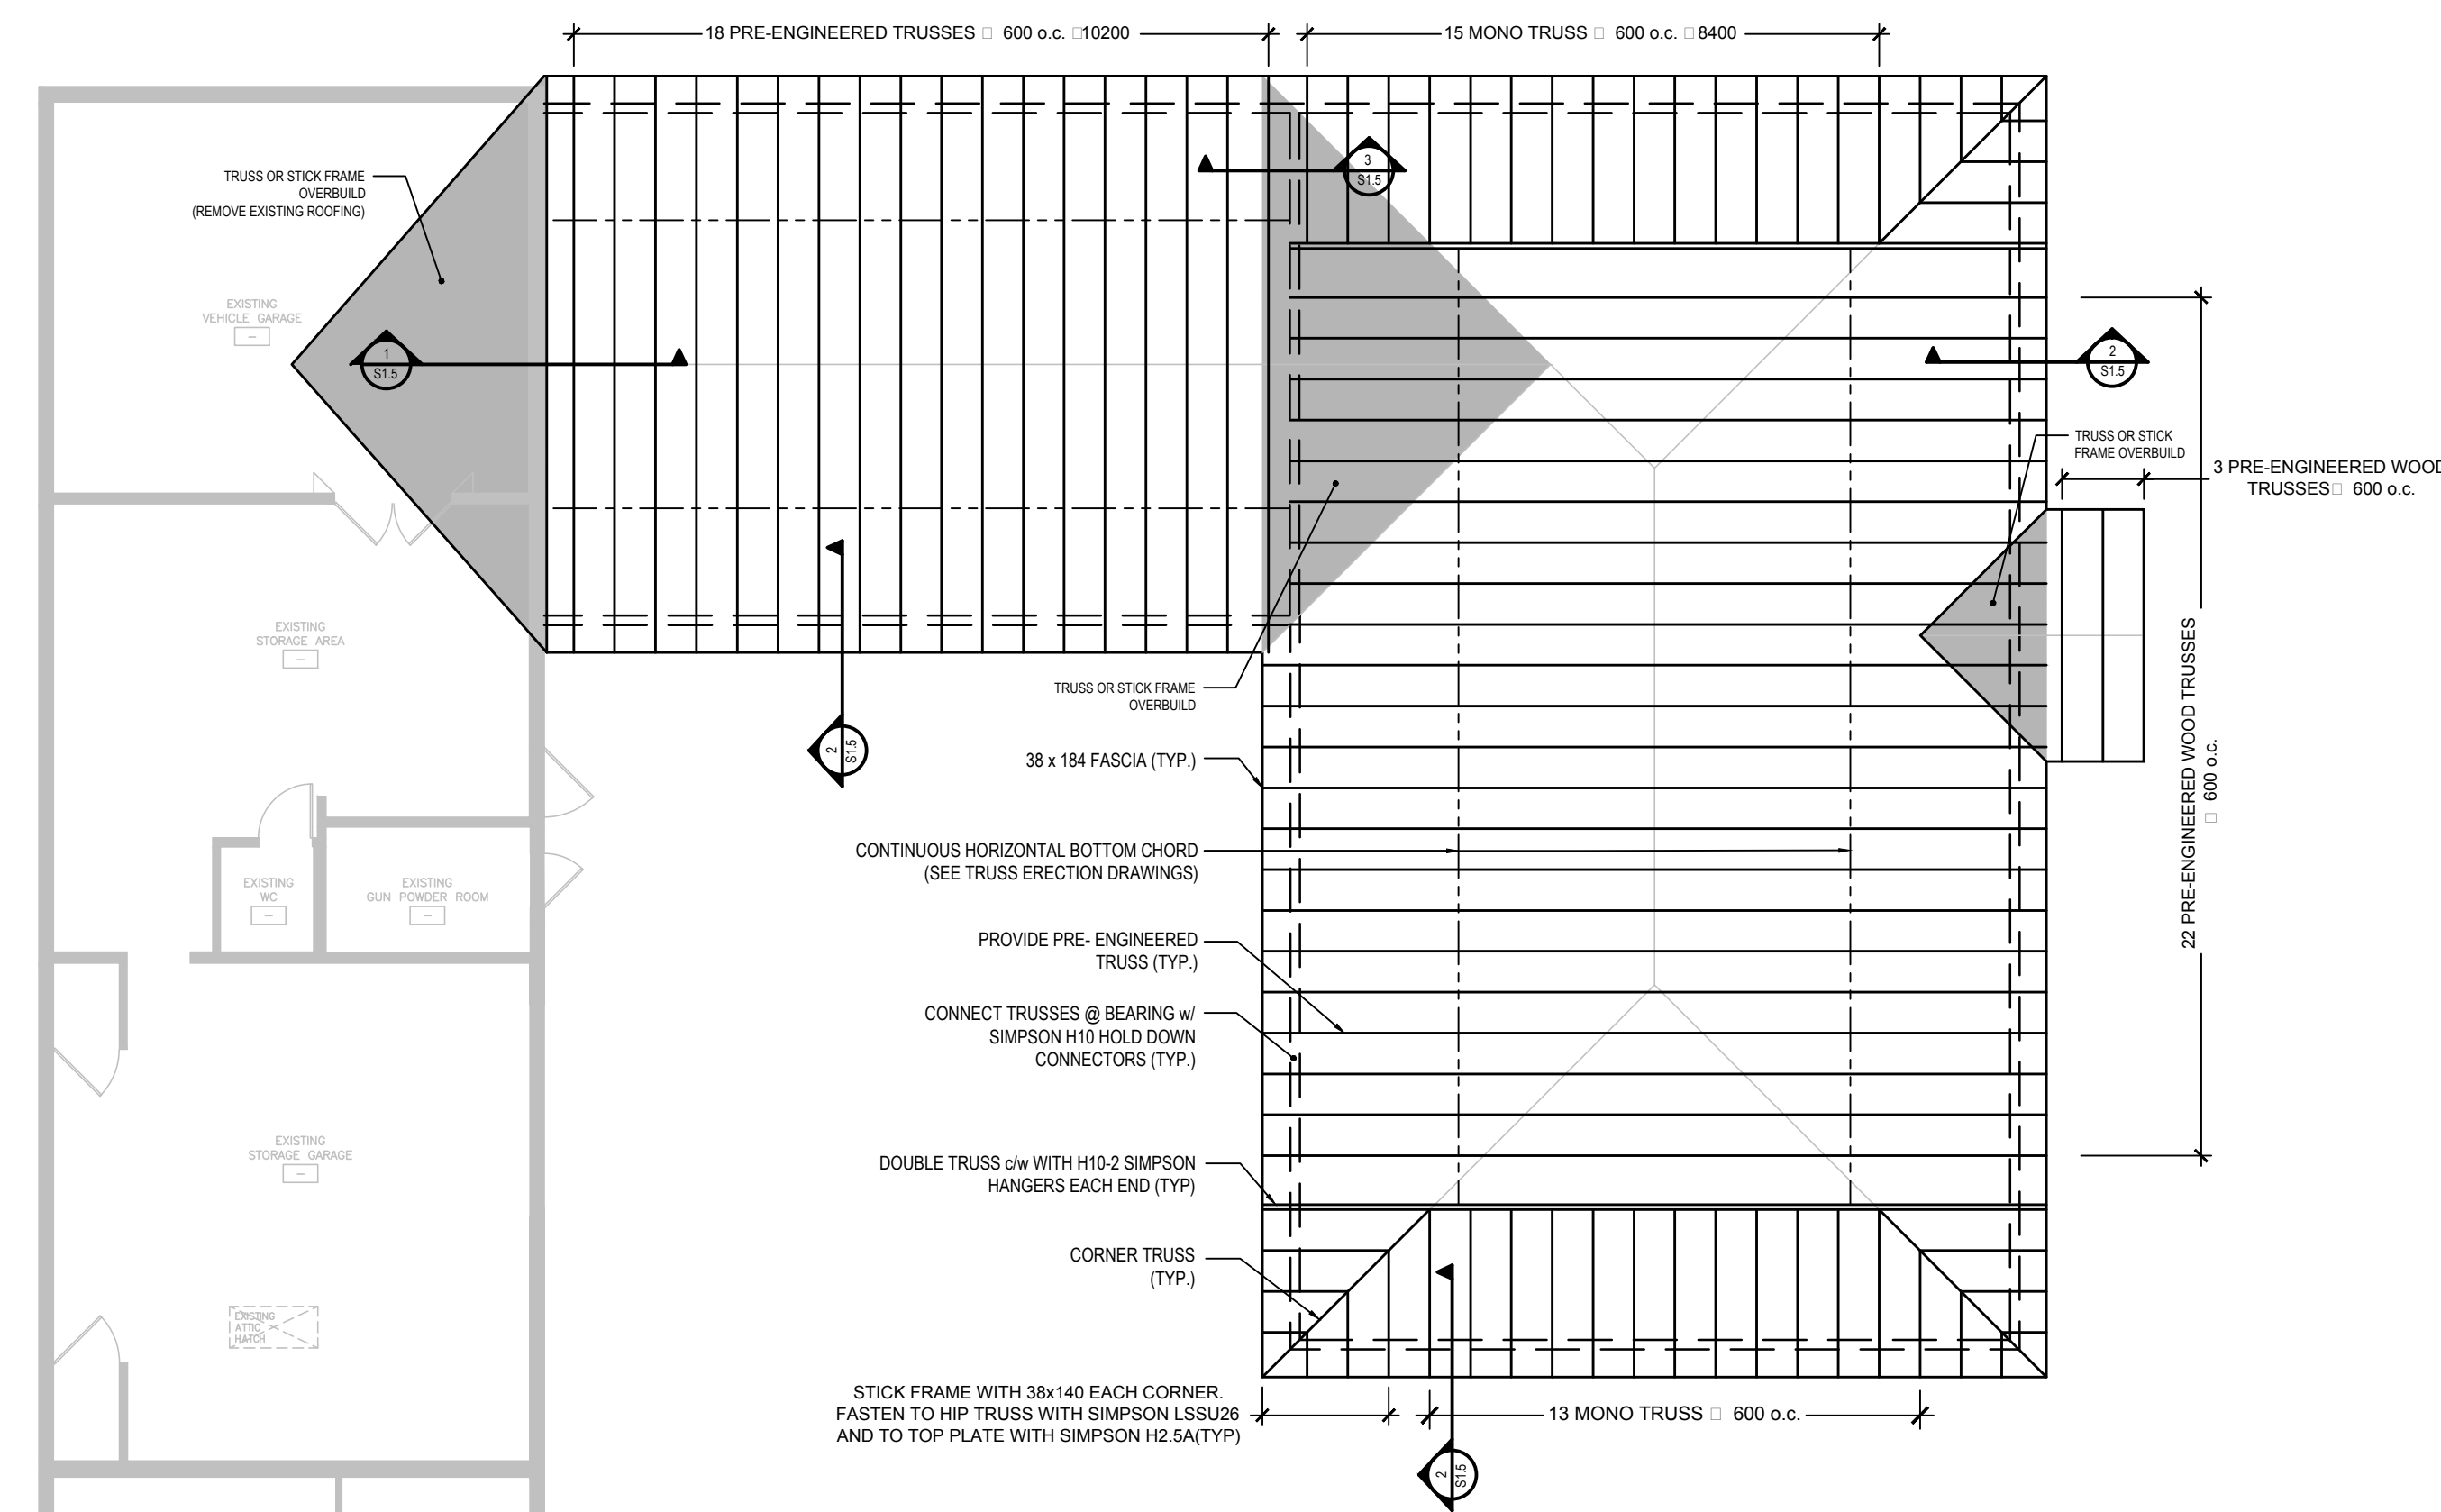 18 PRE-ENGINEERED TRUSSES □ 600 o.c. □10200
15 MONO TRUSS □ 600 o.c. □8400
TRUSS OR STICK FRAME
OVERBUILD
(REMOVE EXISTING ROOFING)
3
S1.5
EXISTING
VEHICLE GARAGE
–
1
S1.5
2
S1.5
TRUSS OR STICK
FRAME OVERBUILD
3 PRE-ENGINEERED WOOD
TRUSSES□ 600 o.c.
EXISTING
STORAGE AREA
–
TRUSS OR STICK FRAME
OVERBUILD
2
S1.5
38 x 184 FASCIA (TYP.)
22 PRE-ENGINEERED WOOD TRUSSES
□ 600 o.c.
CONTINUOUS HORIZONTAL BOTTOM CHORD
(SEE TRUSS ERECTION DRAWINGS)
EXISTING
WC
–
EXISTING
GUN POWDER ROOM
–
PROVIDE PRE- ENGINEERED
TRUSS (TYP.)
CONNECT TRUSSES @ BEARING w/
SIMPSON H10 HOLD DOWN
CONNECTORS (TYP.)
EXISTING
STORAGE GARAGE
–
DOUBLE TRUSS c/w WITH H10-2 SIMPSON
HANGERS EACH END (TYP)
CORNER TRUSS
(TYP.)
EXISTING
ATTIC
HATCH
STICK FRAME WITH 38x140 EACH CORNER.
FASTEN TO HIP TRUSS WITH SIMPSON LSSU26
AND TO TOP PLATE WITH SIMPSON H2.5A(TYP)
13 MONO TRUSS □ 600 o.c.
2
S1.5